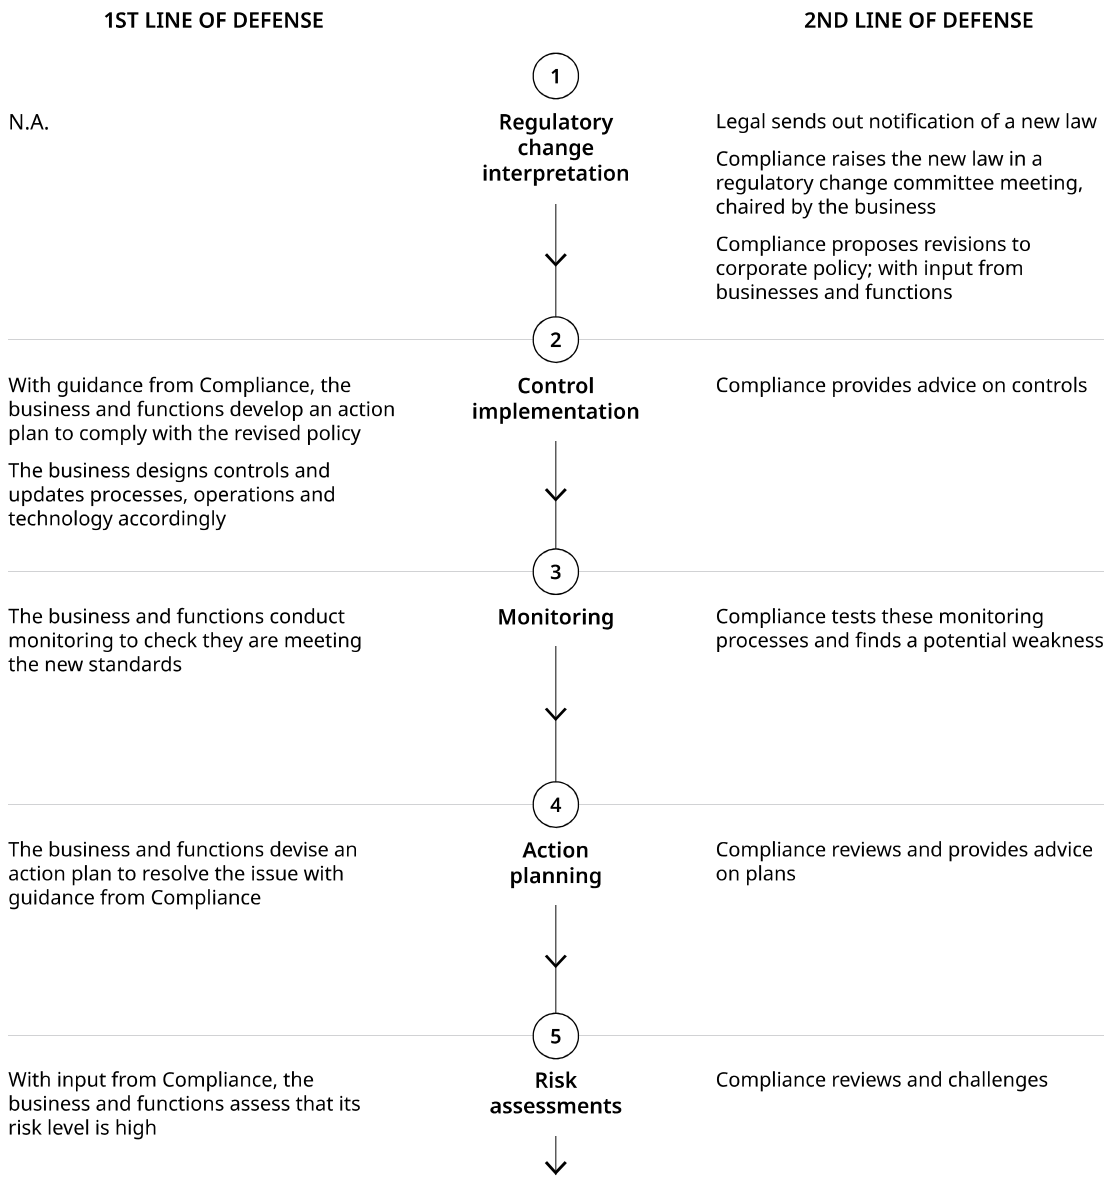 1ST LINE OF DEFENSE
2ND LINE OF DEFENSE
1
Regulatory
change
interpretation
N.A.
Legal sends out notification of a new law
Compliance raises the new law in a
regulatory change committee meeting,
chaired by the business
Compliance proposes revisions to
corporate policy; with input from
businesses and functions
2
Control
implementation
With guidance from Compliance, the
business and functions develop an action
plan to comply with the revised policy
The business designs controls and
updates processes, operations and
technology accordingly
Compliance provides advice on controls
3
Monitoring
The business and functions conduct
monitoring to check they are meeting
the new standards
Compliance tests these monitoring
processes and finds a potential weakness
4
Action
planning
The business and functions devise an
action plan to resolve the issue with
guidance from Compliance
Compliance reviews and provides advice
on plans
5
Risk
assessments
With input from Compliance, the
business and functions assess that its
risk level is high
Compliance reviews and challenges